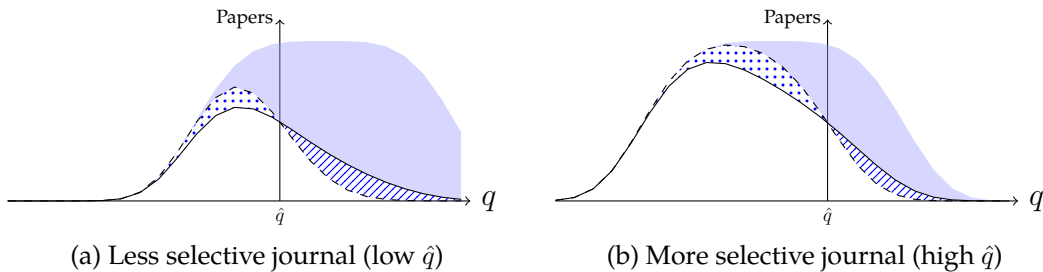 Papers
q
q̂
(a) Less selective journal (low q̂)
Papers
q
q̂
(b) More selective journal (high q̂)